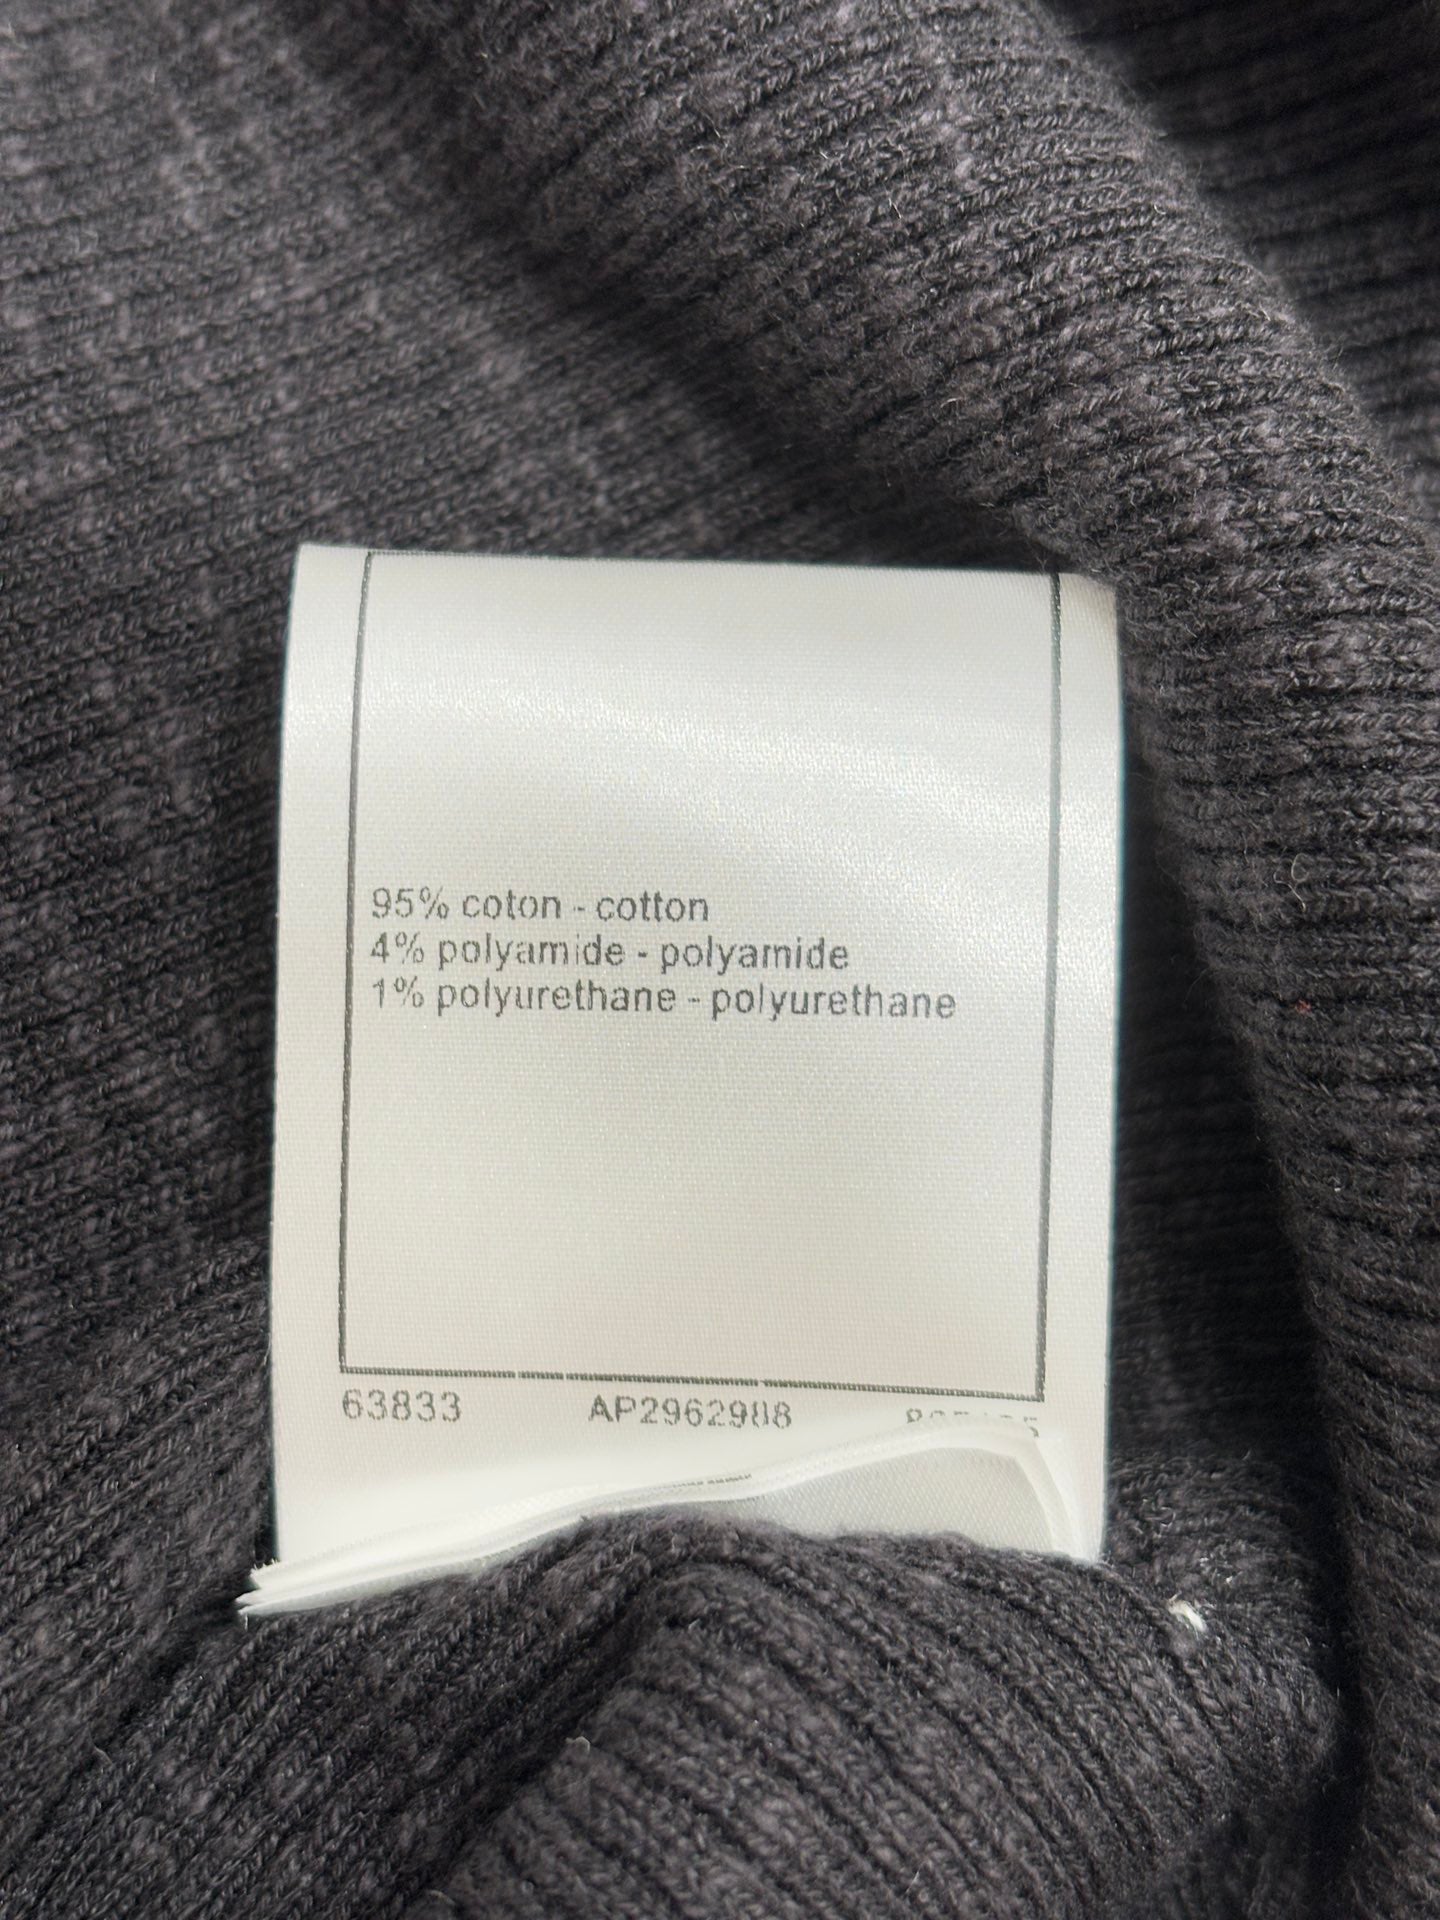 95% coton - cotton
4% polyamide - polyamide
1% polyurethane - polyurethane
63833 AP2962988